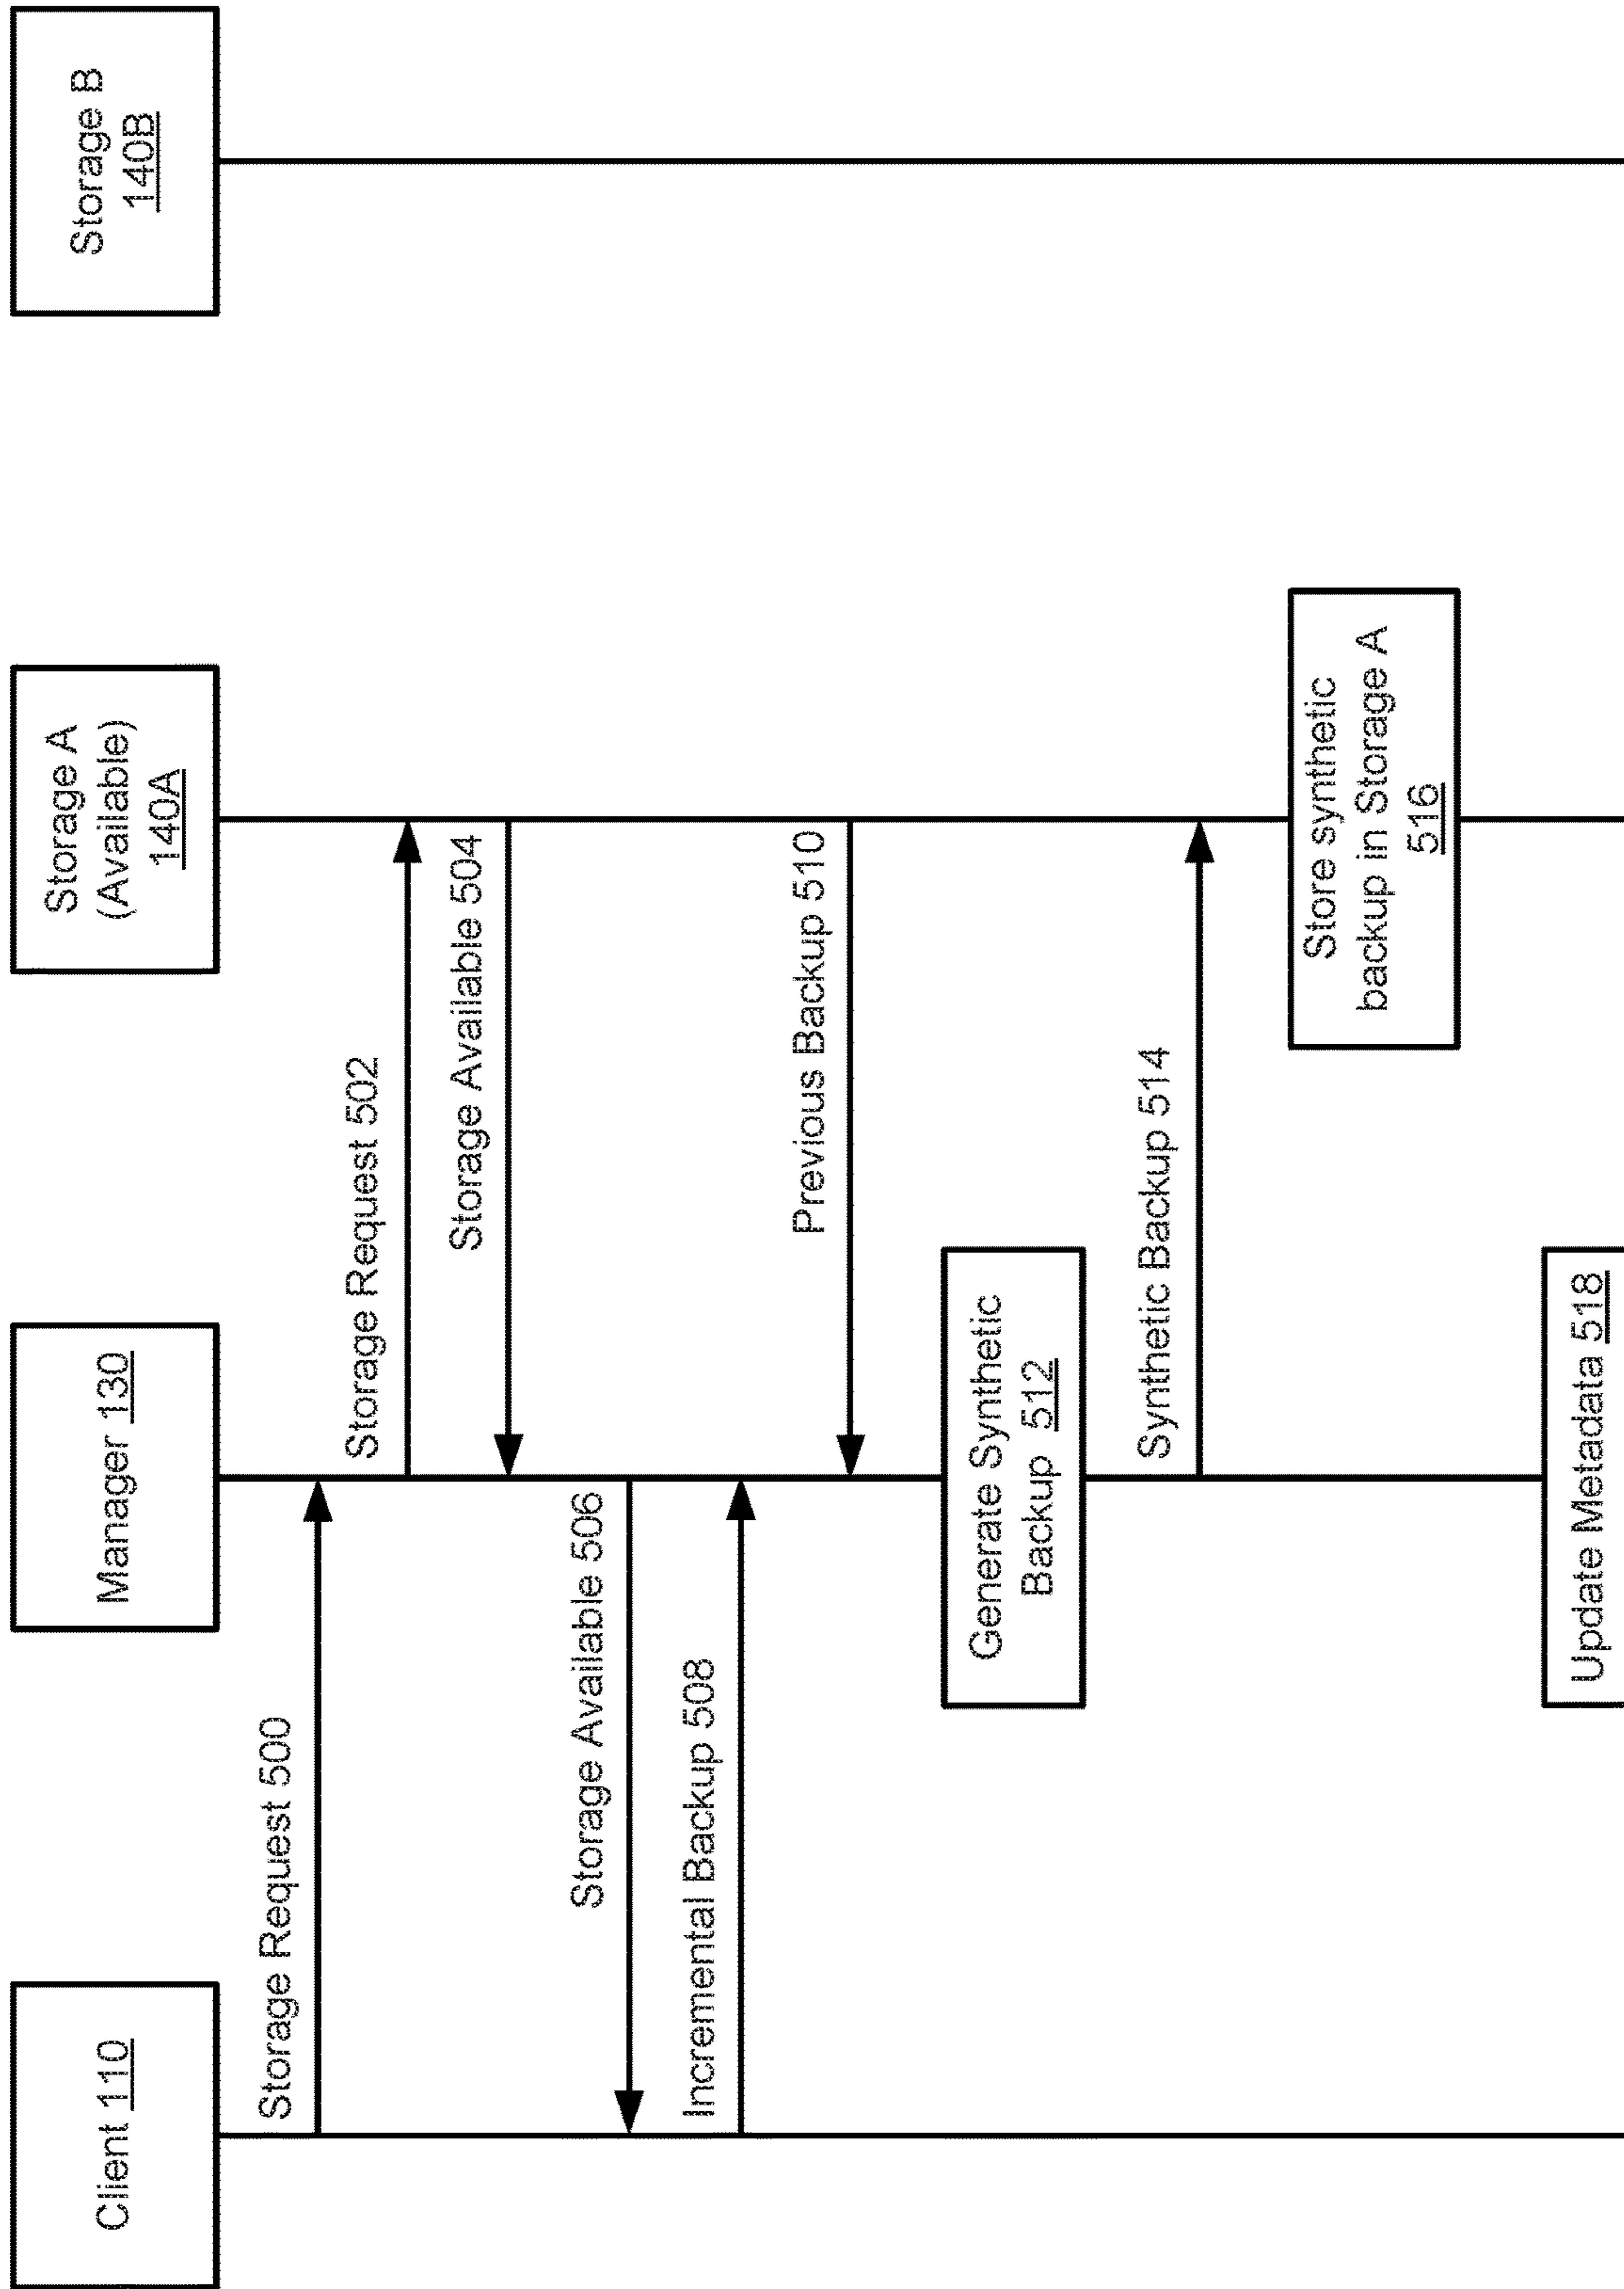 Client 110
Manager 130
Storage A
(Available)
140A
Storage B
140B
Storage Request 500
Storage Request 502
Storage Available 504
Storage Available 506
Incremental Backup 508
Previous Backup 510
Generate Synthetic
Backup 512
Synthetic Backup 514
Store synthetic
backup in Storage A
516
Update Metadata 518